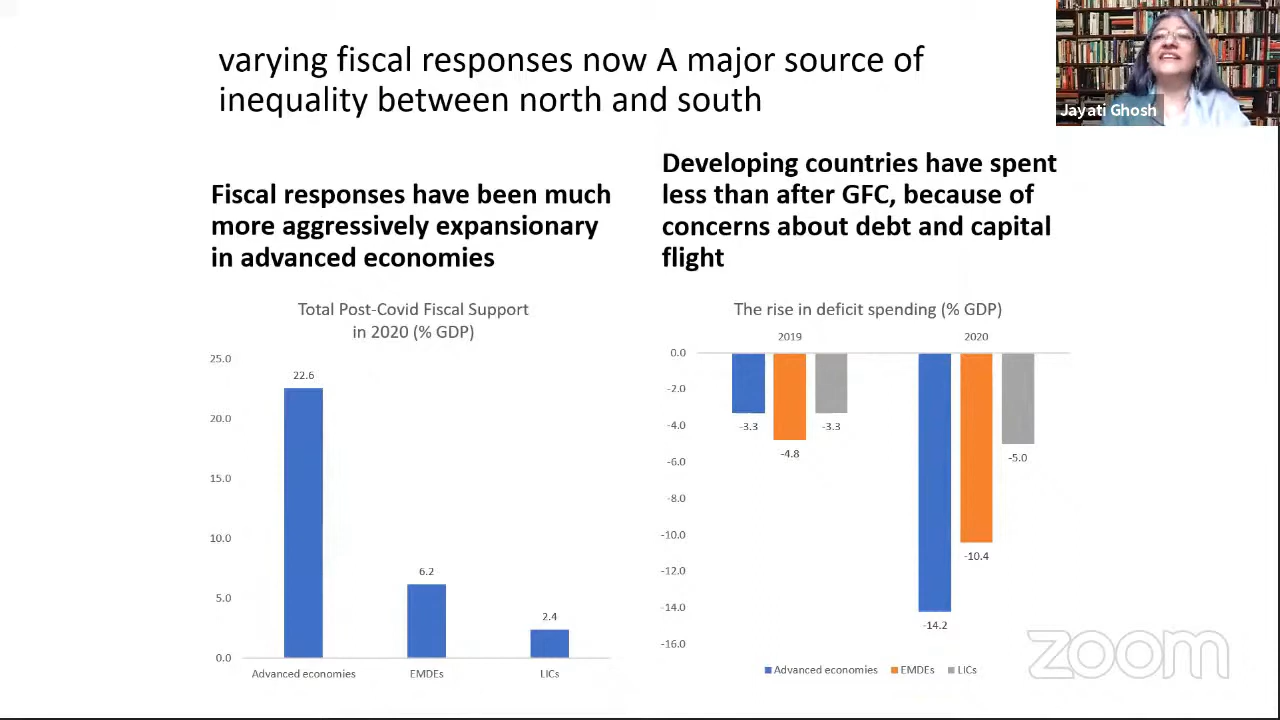 varying fiscal responses now A major source of
inequality between north and south
Jayati Ghosh
Fiscal responses have been much
more aggressively expansionary
in advanced economies
Developing countries have spent
less than after GFC, because of
concerns about debt and capital
flight
Total Post-Covid Fiscal Support
in 2020 (% GDP)
25.0
20.0
15.0
10.0
5.0
0.0
22.6
6.2
2.4
Advanced economies
EMDEs
LICs
The rise in deficit spending (% GDP)
2019
2020
0.0
-2.0
-4.0
-6.0
-8.0
-10.0
-12.0
-14.0
-16.0
-3.3
-4.8
-3.3
-14.2
-10.4
-5.0
Advanced economies
EMDEs
LICs
zoom